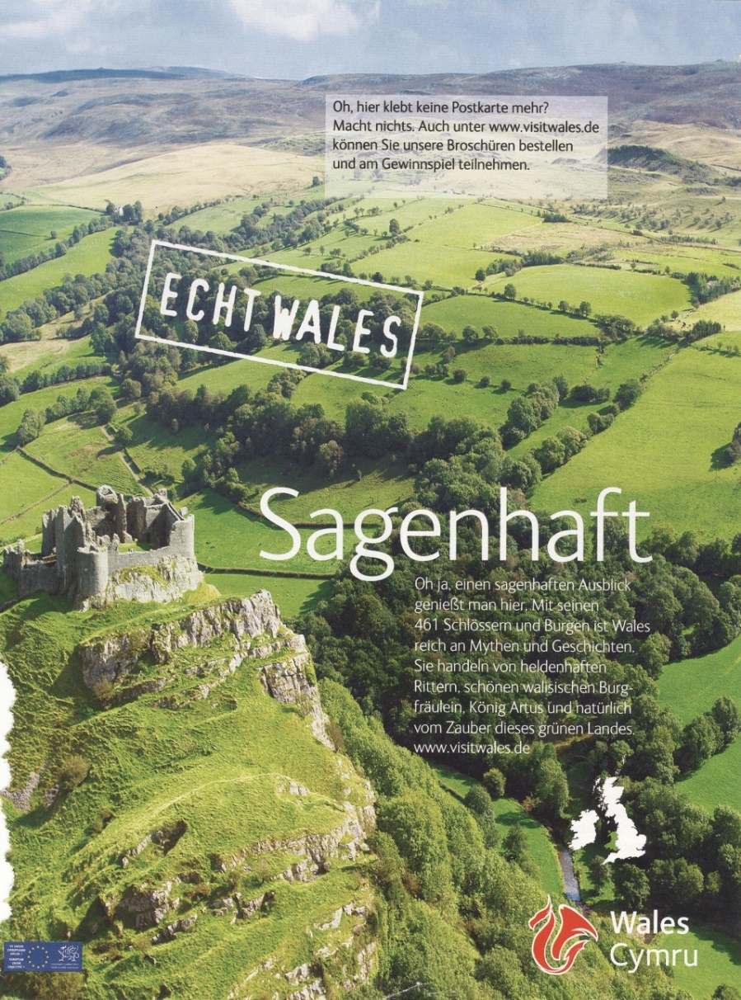 Oh, hier klebt keine Postkarte mehr?
Macht nichts. Auch unter www.visitwales.de
können Sie unsere Broschüren bestellen
und am Gewinnspiel teilnehmen.
ECHT WALES
Sagenhaft
Oh ja, einen sagenhaften Ausblick
genießt man hier. Mit seinen
461 Schlössern und Burgen ist Wales
reich an Mythen und Geschichten.
Sie handeln von heldenhaften
Rittern, schönen walisischen Burg-
fräulein, König Artus und natürlich
vom Zauber dieses grünen Landes.
www.visitwales.de
Wales
Cymru